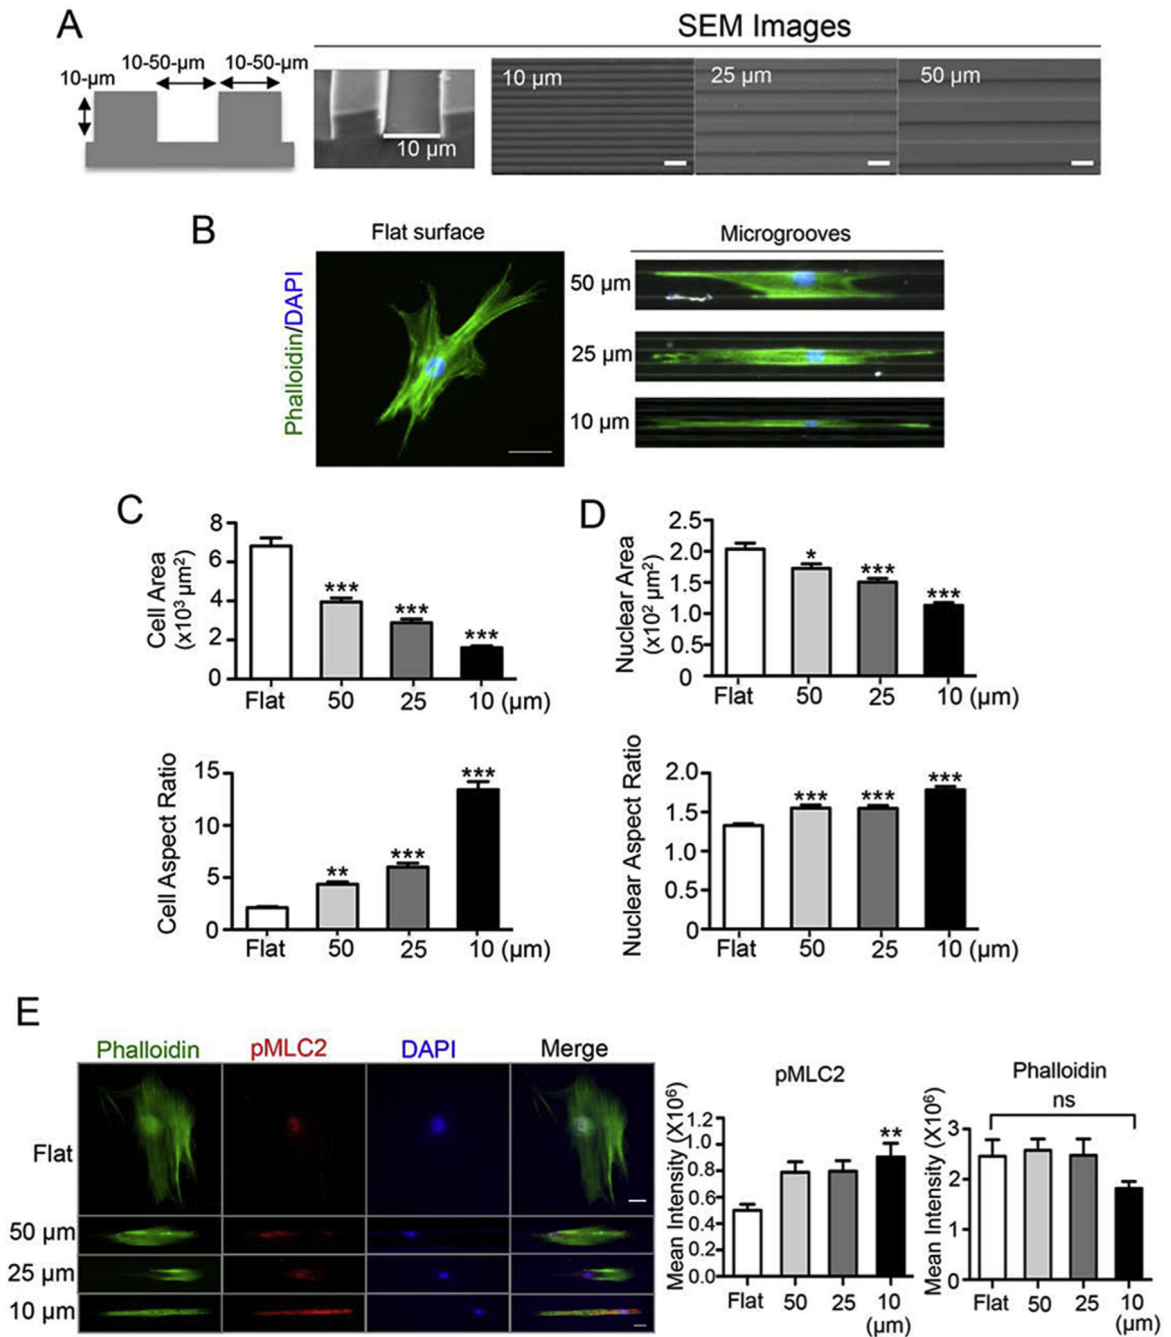 A
SEM Images
10-50-µm 10-50-µm
10-µm
10 µm
10 µm
25 µm
50 µm
B
Flat surface
Microgrooves
Phalloidin/DAPI
50 µm
25 µm
10 µm
C
Cell Area
(x10³ µm²)
8
6
4
2
0
***
***
***
Flat 50 25 10 (µm)
D
Nuclear Area
(x10² µm²)
2.5
2.0
1.5
1.0
0.5
0
*
***
***
Flat 50 25 10 (µm)
Cell Aspect Ratio
15
10
5
0
**
***
***
Flat 50 25 10 (µm)
Nuclear Aspect Ratio
2.0
1.5
1.0
0.5
0
***
***
***
Flat 50 25 10 (µm)
E
Phalloidin pMLC2 DAPI Merge
Flat
50 µm
25 µm
10 µm
pMLC2
Mean Intensity (X10⁶)
1.2
1.0
0.8
0.6
0.4
0.2
0.0
**
Flat 50 25 10
(µm)
Phalloidin
ns
Mean Intensity (X10⁶)
3
2
1
0
Flat 50 25 10
(µm)